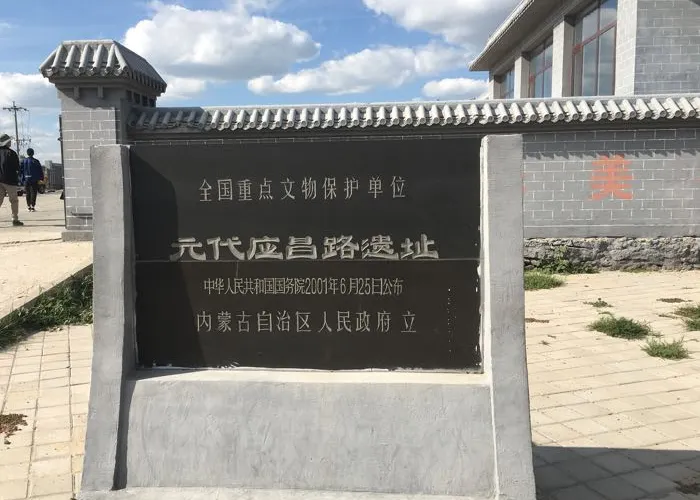 全国重点文物保护单位
元代应昌路遗址
中华人民共和国国务院2001年6月25日公布
内蒙古自治区人民政府 立
美